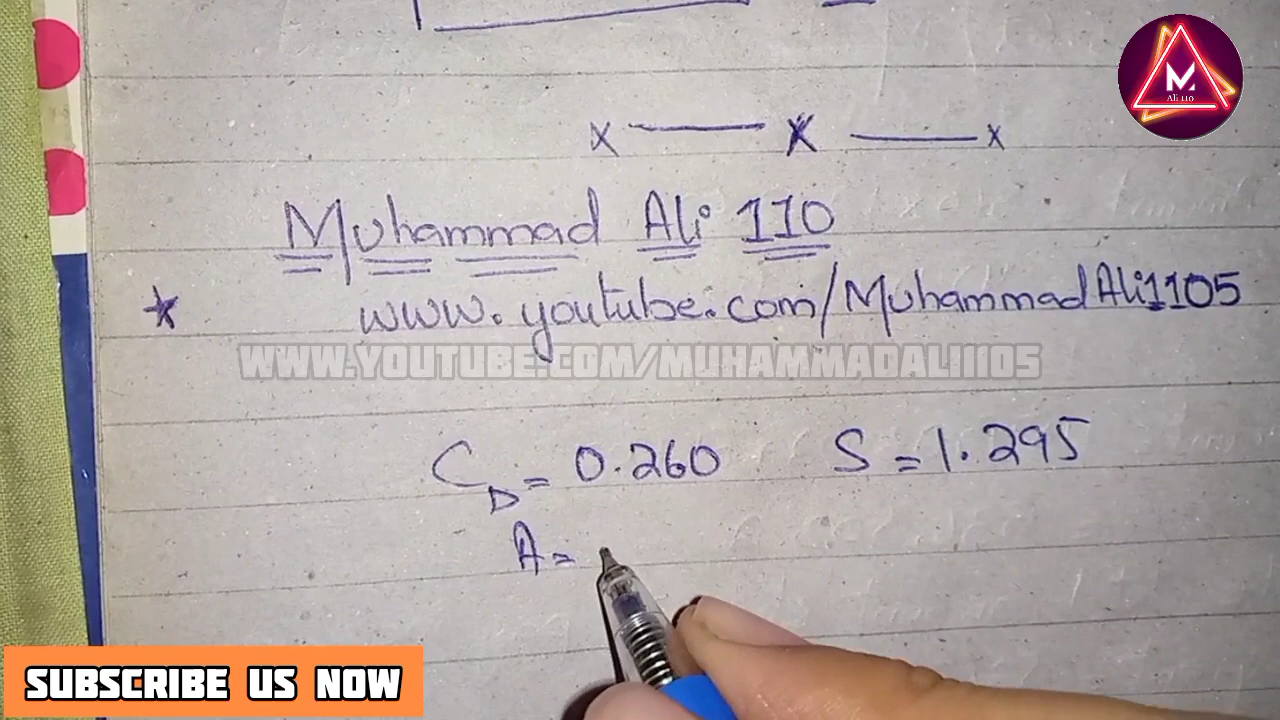 M
Ali 110
x — x — x
Muhammad Ali 110
* www.youtube.com/MuhammadAli1105
WWW.YOUTUBE.COM/MUHAMMADALI1105
C_D = 0.260 S = 1.295
A =
SUBSCRIBE US NOW